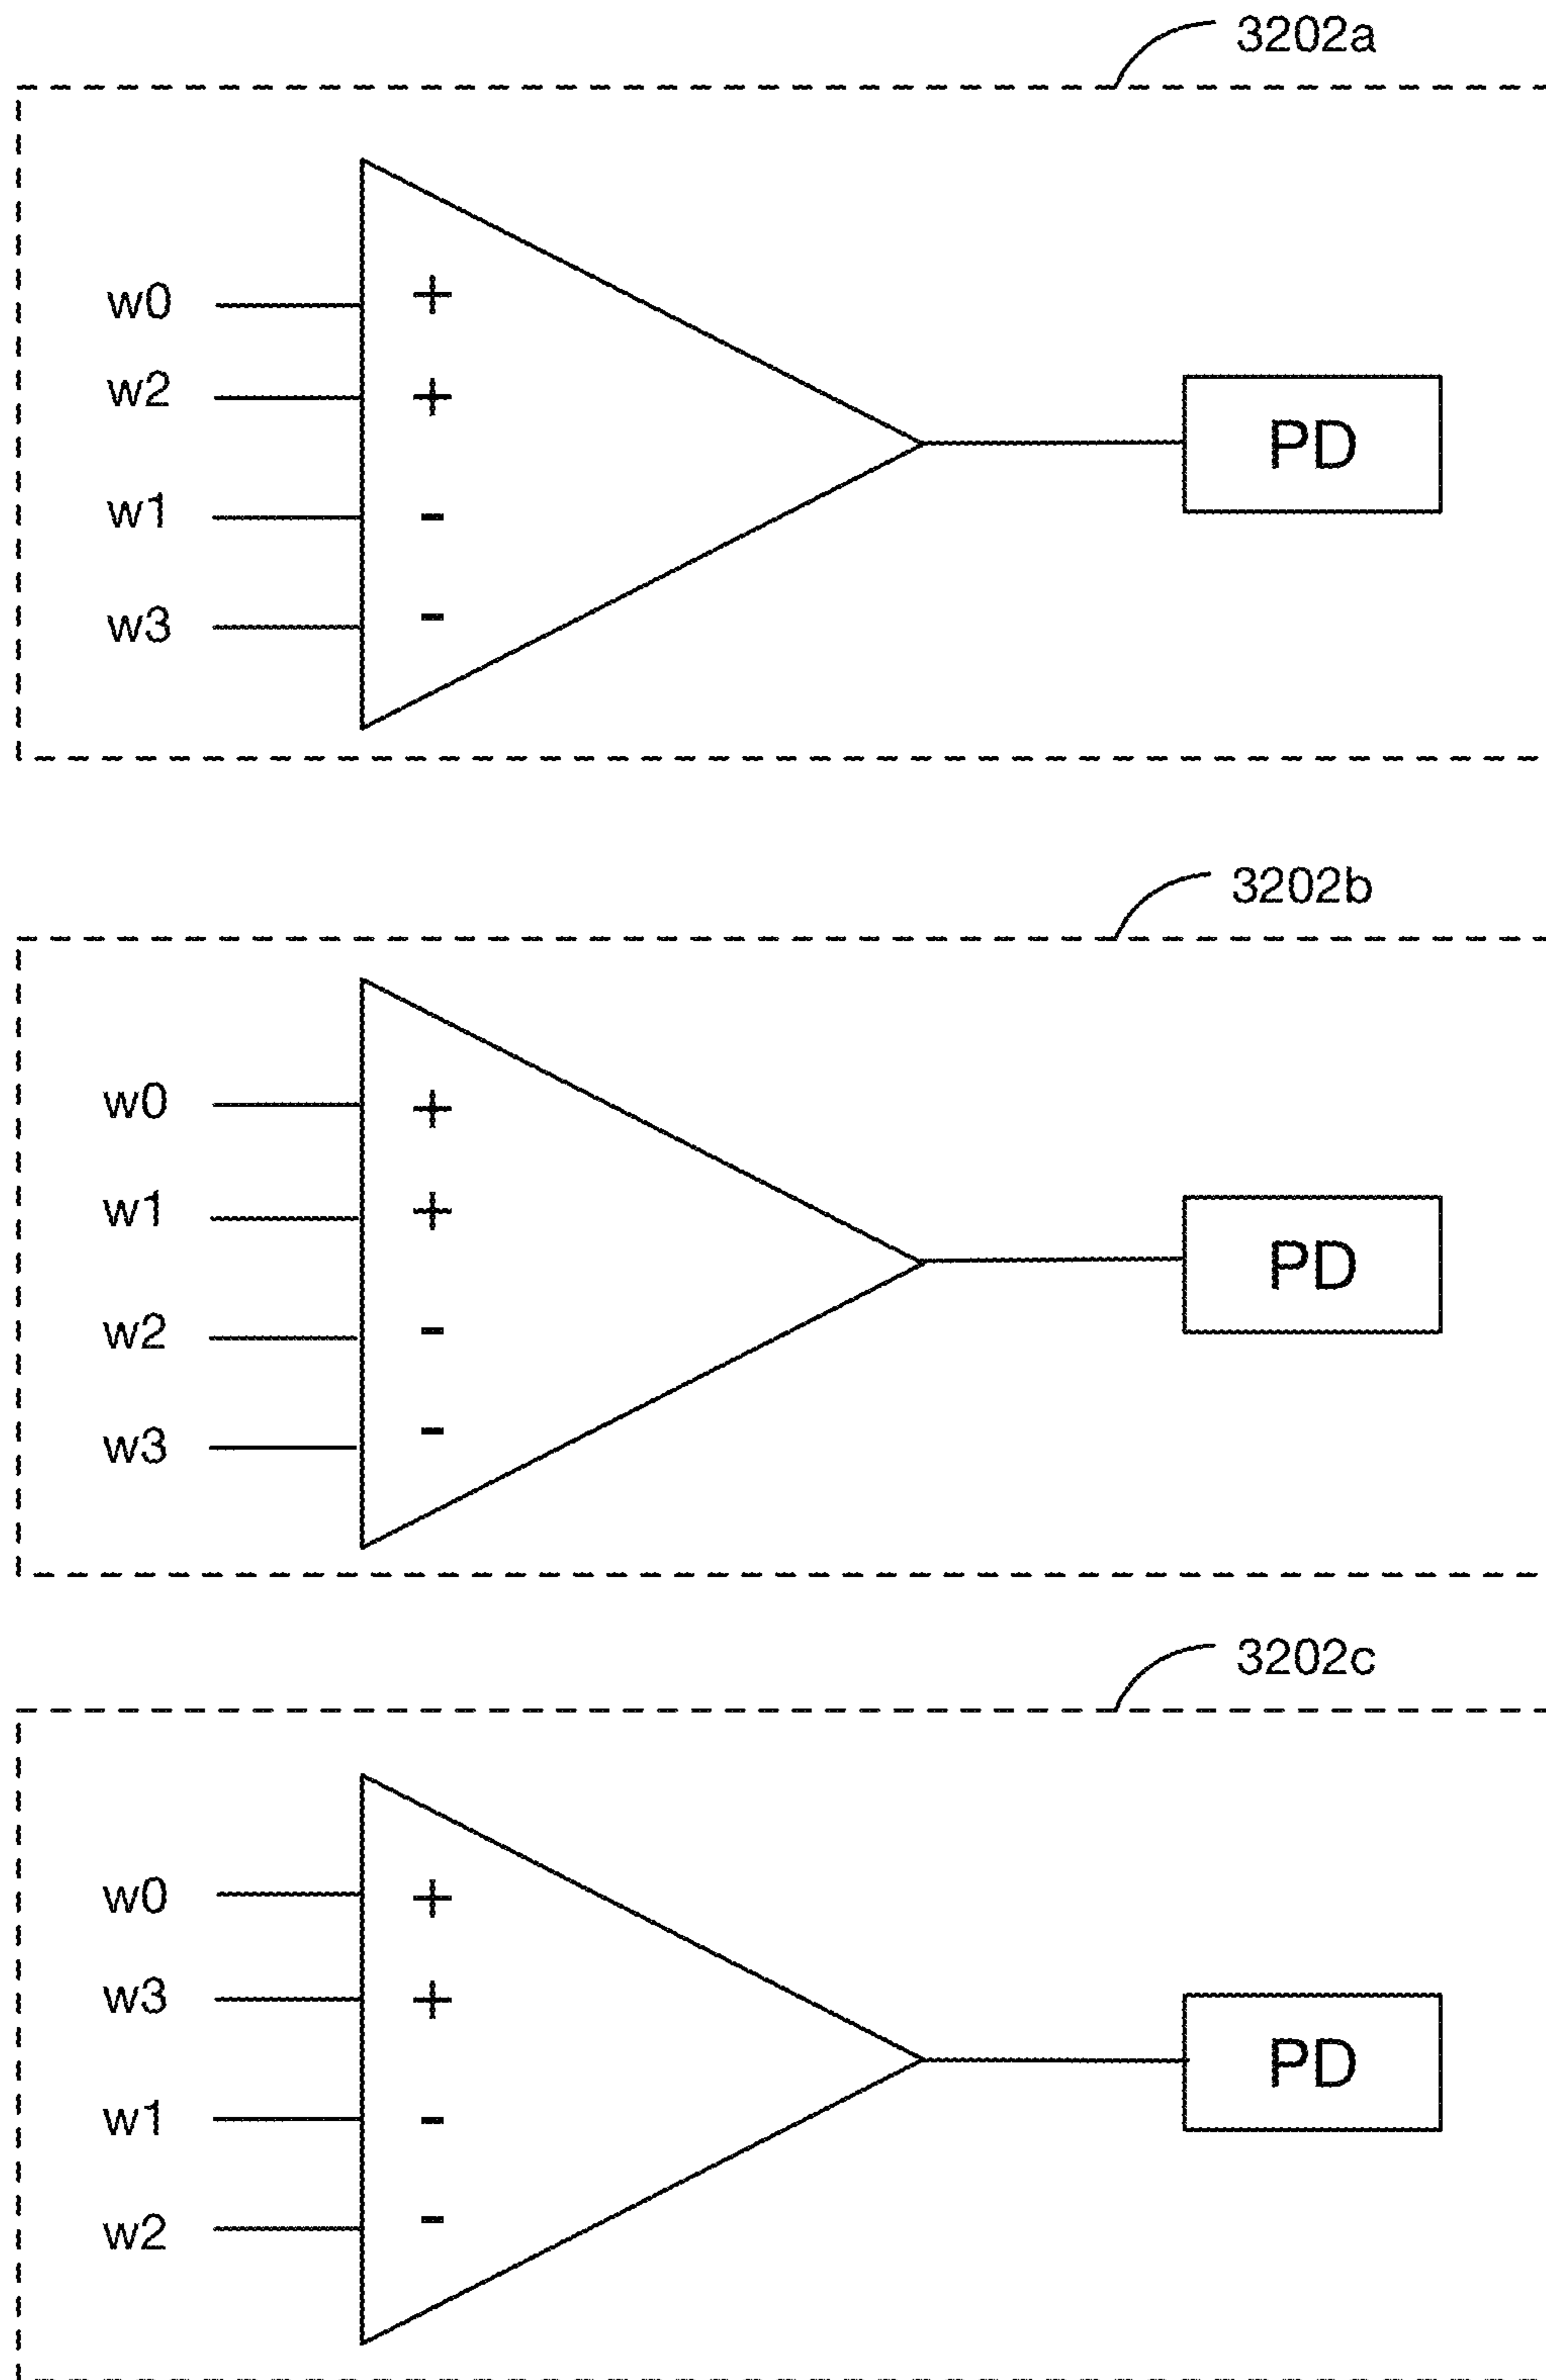 3202a
w0 +
w2 +
PD
w1 -
w3 -
3202b
w0 +
w1 +
PD
w2 -
w3 -
3202c
w0 +
w3 +
PD
w1 -
w2 -